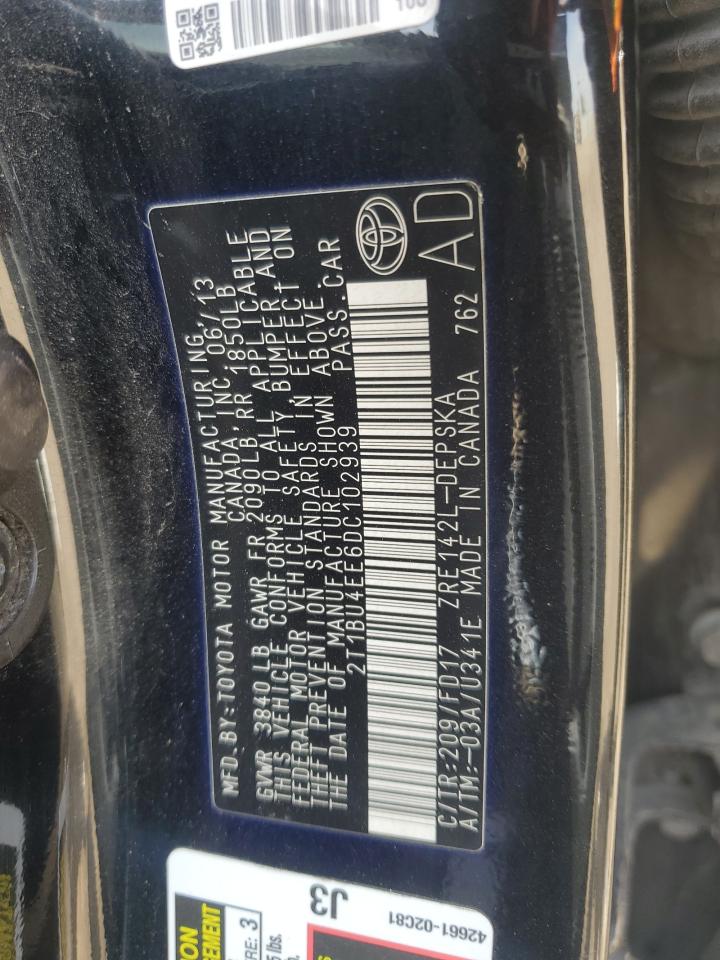 MFD.BY:TOYOTA MOTOR MANUFACTURING,
CANADA, INC. 06/13
GVWR 3840LB GAWR FR 2090LB RR 1850LB
THIS VEHICLE CONFORMS TO ALL APPLICABLE
FEDERAL MOTOR VEHICLE SAFETY, BUMPER, AND
THEFT PREVENTION STANDARDS IN EFFECT ON
THE DATE OF MANUFACTURE SHOWN ABOVE.
2T1BU4EE6DC102939 PASS.CAR
C/TR:209/FD17 ZRE142L-DEPSKA
A/TM:-03A/U341E MADE IN CANADA 762
AD
J3
42661-02C81